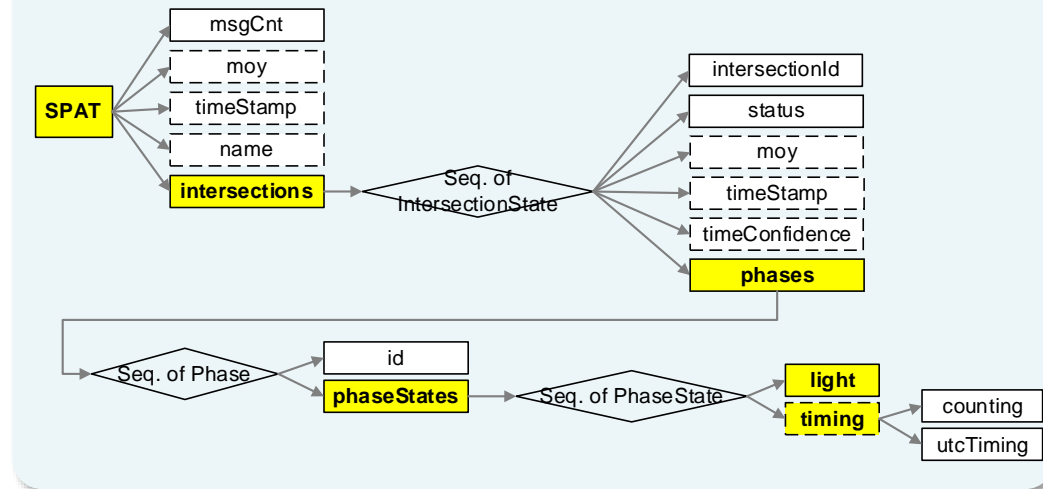 SPAT
msgCnt
moy
timeStamp
name
intersections
Seq. of
IntersectionState
intersectionId
status
moy
timeStamp
timeConfidence
phases
Seq. of Phase
id
phaseStates
Seq. of PhaseState
light
timing
counting
utcTiming